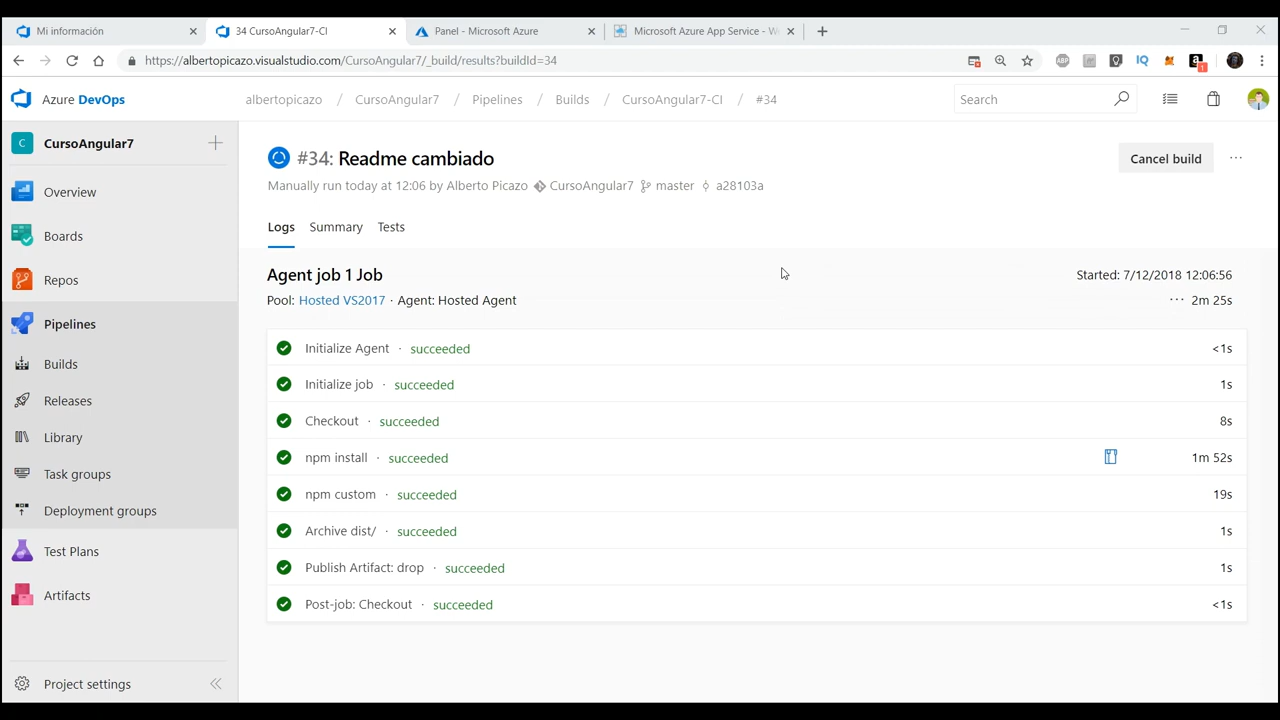 Mi información
34 CursoAngular7-CI
Panel - Microsoft Azure
Microsoft Azure App Service - W
https://albertopicazo.visualstudio.com/CursoAngular7/_build/results?buildId=34
ABP
IQ
a
1
Azure DevOps
albertopicazo / CursoAngular7 / Pipelines / Builds / CursoAngular7-CI / #34
Search
C CursoAngular7
#34: Readme cambiado
Cancel build
Manually run today at 12:06 by Alberto Picazo CursoAngular7 master a28103a
Overview
Boards
Repos
Pipelines
Builds
Releases
Library
Task groups
Deployment groups
Test Plans
Artifacts
Project settings
Logs Summary Tests
Agent job 1 Job
Started: 7/12/2018 12:06:56
Pool: Hosted VS2017 · Agent: Hosted Agent
··· 2m 25s
Initialize Agent · succeeded <1s
Initialize job · succeeded 1s
Checkout · succeeded 8s
npm install · succeeded 1m 52s
npm custom · succeeded 19s
Archive dist/ · succeeded 1s
Publish Artifact: drop · succeeded 1s
Post-job: Checkout · succeeded <1s